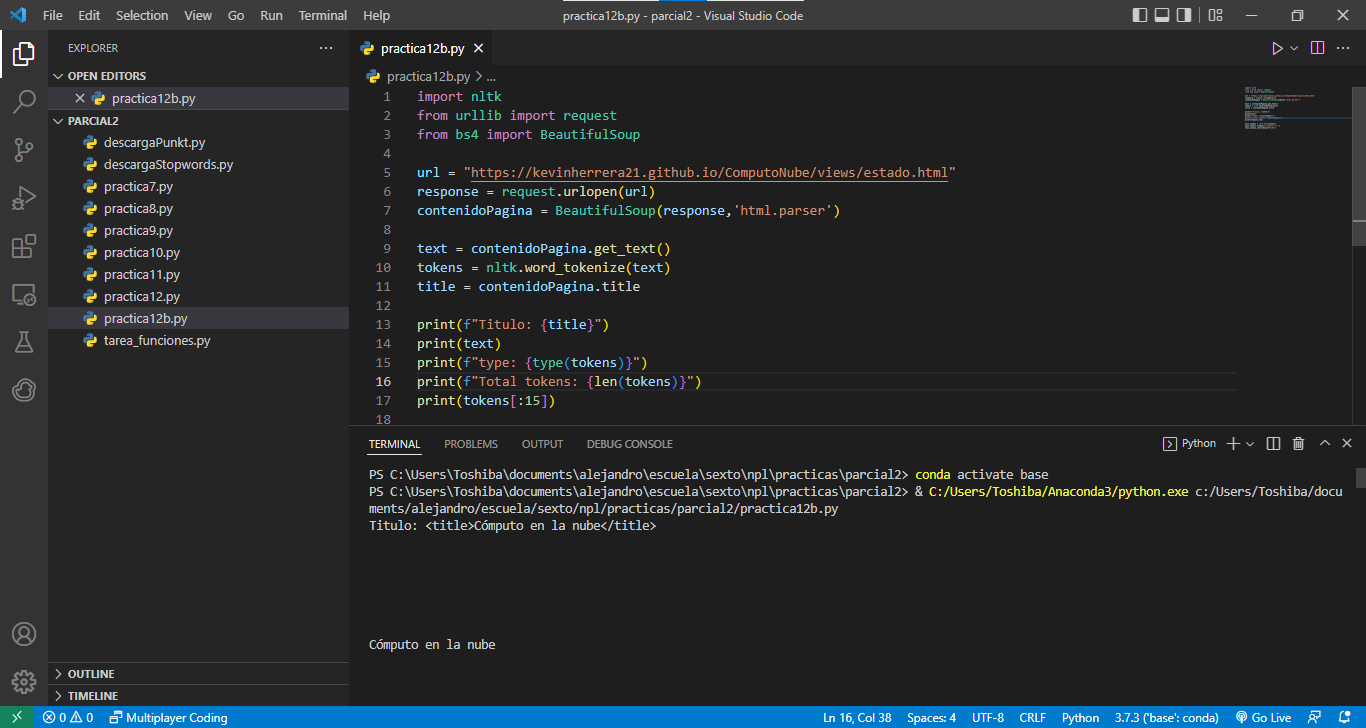 File Edit Selection View Go Run Terminal Help
practica12b.py - parcial2 - Visual Studio Code
EXPLORER
OPEN EDITORS
practica12b.py
PARCIAL2
descargaPunkt.py
descargaStopwords.py
practica7.py
practica8.py
practica9.py
practica10.py
practica11.py
practica12.py
practica12b.py
tarea_funciones.py
OUTLINE
TIMELINE
practica12b.py
practica12b.py > ...
1 import nltk
2 from urllib import request
3 from bs4 import BeautifulSoup
4
5 url = "https://kevinherrera21.github.io/ComputoNube/views/estado.html"
6 response = request.urlopen(url)
7 contenidoPagina = BeautifulSoup(response,'html.parser')
8
9 text = contenidoPagina.get_text()
10 tokens = nltk.word_tokenize(text)
11 title = contenidoPagina.title
12
13 print(f"Titulo: {title}")
14 print(text)
15 print(f"type: {type(tokens)}")
16 print(f"Total tokens: {len(tokens)}")
17 print(tokens[:15])
18
TERMINAL PROBLEMS OUTPUT DEBUG CONSOLE
Python
PS C:\Users\Toshiba\documents\alejandro\escuela\sexto\npl\practicas\parcial2> conda activate base
PS C:\Users\Toshiba\documents\alejandro\escuela\sexto\npl\practicas\parcial2> & C:/Users/Toshiba/Anaconda3/python.exe c:/Users/Toshiba/docu
ments/alejandro/escuela/sexto/npl/practicas/parcial2/practica12b.py
Titulo: <title>Cómputo en la nube</title>
Cómputo en la nube
0 0 Multiplayer Coding
Ln 16, Col 38 Spaces: 4 UTF-8 CRLF Python 3.7.3 ('base': conda) Go Live